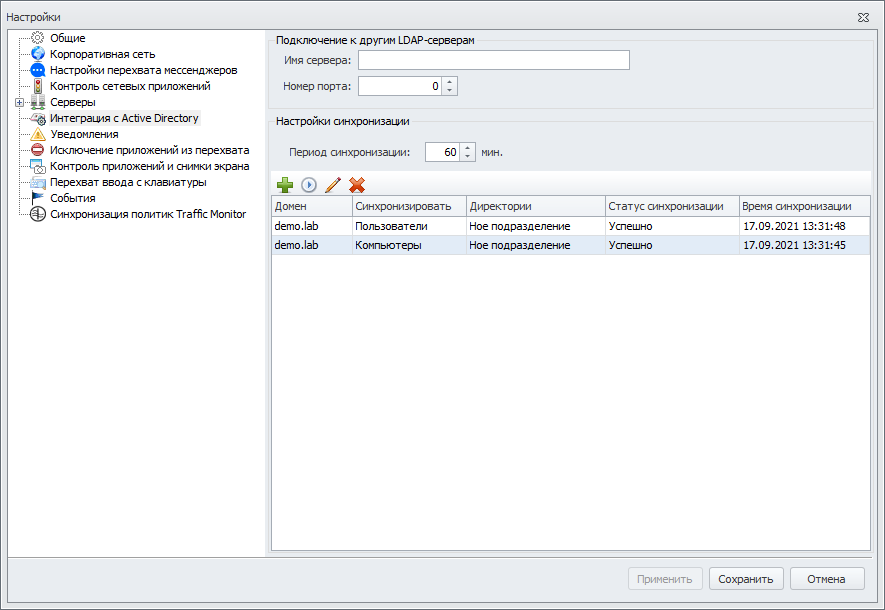 Настройки
Общие
Корпоративная сеть
Настройки перехвата мессенджеров
Контроль сетевых приложений
Серверы
Интеграция с Active Directory
Уведомления
Исключение приложений из перехвата
Контроль приложений и снимки экрана
Перехват ввода с клавиатуры
События
Синхронизация политик Traffic Monitor
Подключение к другим LDAP-серверам
Имя сервера:
Номер порта: 0
Настройки синхронизации
Период синхронизации: 60 мин.
Домен Синхронизировать Директории Статус синхронизации Время синхронизации
demo.lab Пользователи Ное подразделение Успешно 17.09.2021 13:31:48
demo.lab Компьютеры Ное подразделение Успешно 17.09.2021 13:31:45
Применить Сохранить Отмена